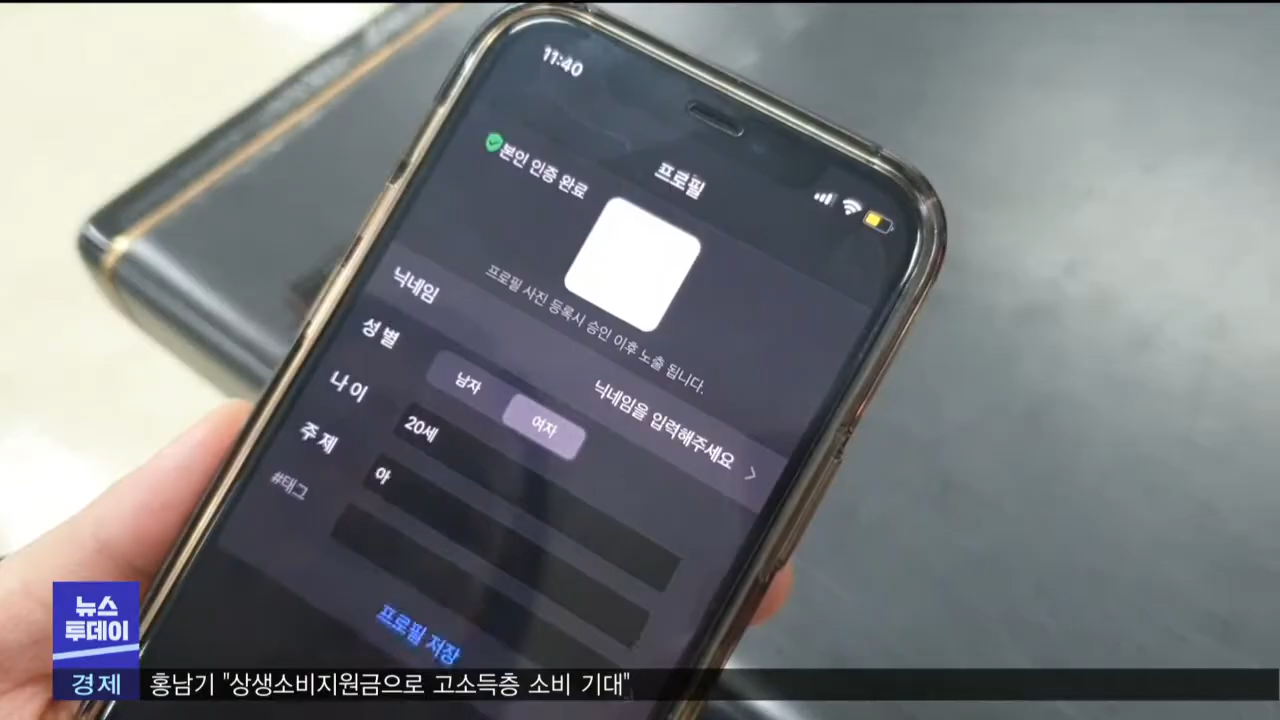 11:40
본인 인증 완료
프로필
프로필 사진 등록시 승인 이후 노출 됩니다.
닉네임
닉네임을 입력해주세요
성별
남자
여자
나이
20세
주제
아
#태그
프로필 저장
뉴스
투데이
경제
홍남기 "상생소비지원금으로 고소득층 소비 기대"